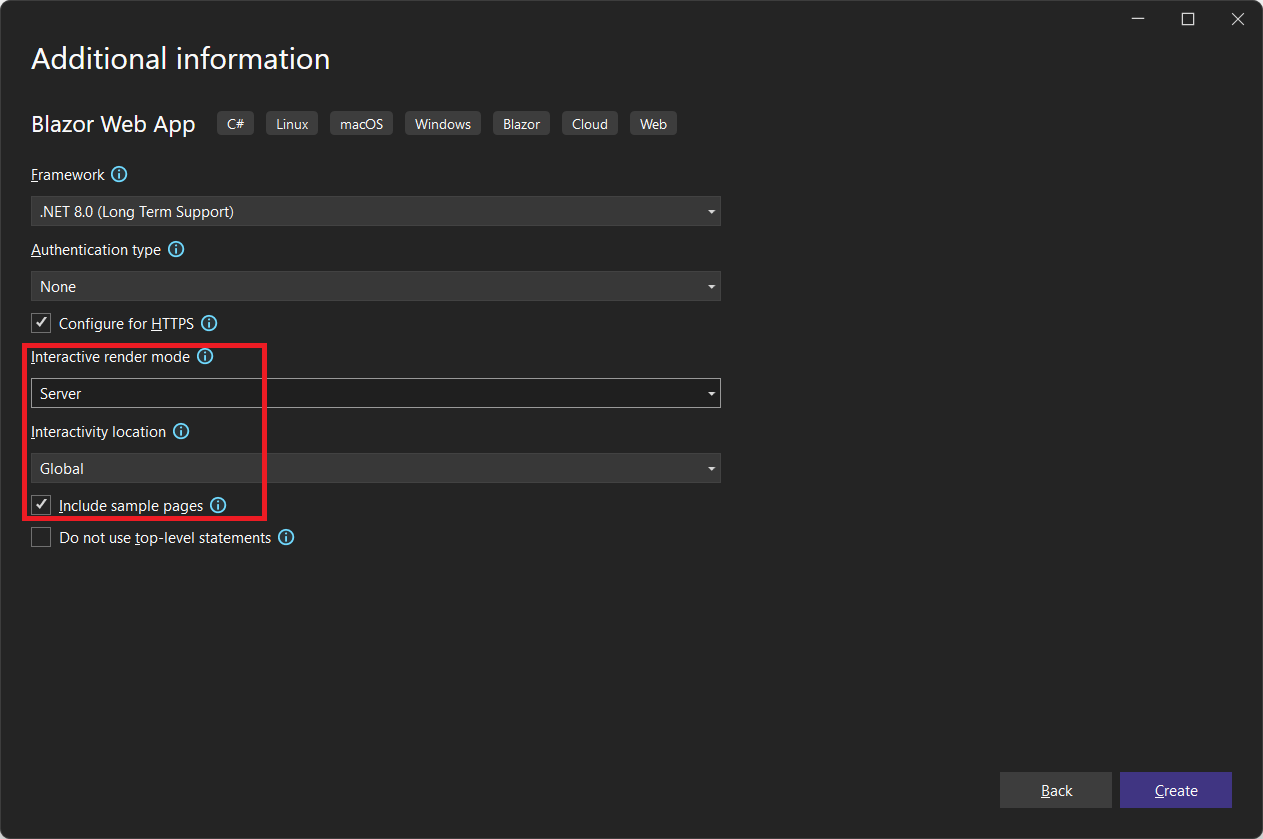 Additional information
Blazor Web App C# Linux macOS Windows Blazor Cloud Web
Framework
.NET 8.0 (Long Term Support)
Authentication type
None
Configure for HTTPS
Interactive render mode
Server
Interactivity location
Global
Include sample pages
Do not use top-level statements
Back Create